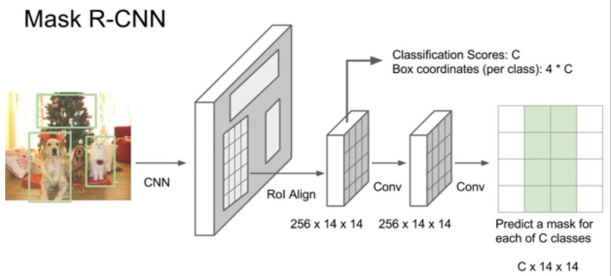 Mask R-CNN
Classification Scores: C
Box coordinates (per class): 4 * C
CNN
RoI Align
Conv
Conv
256 x 14 x 14
256 x 14 x 14
Predict a mask for
each of C classes
C x 14 x 14